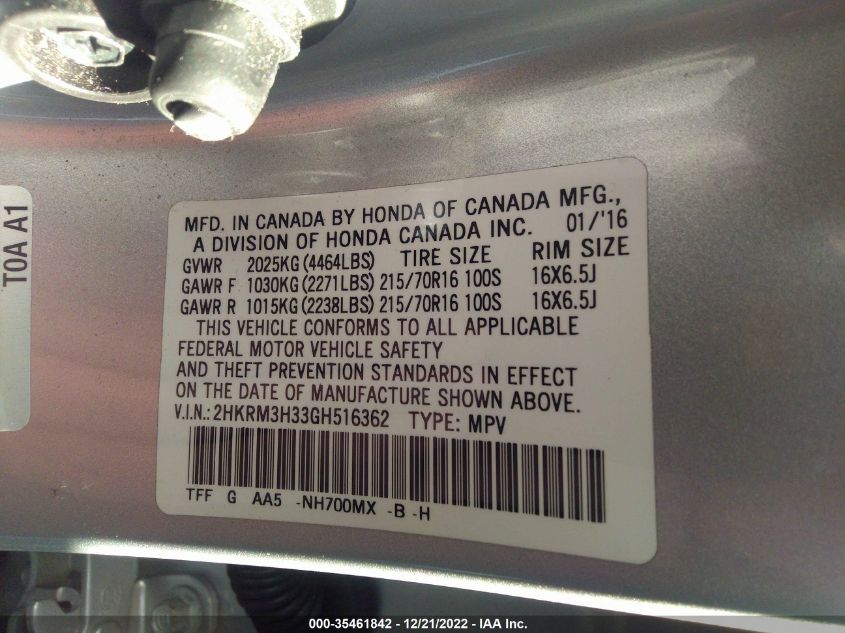 T0A A1
MFD. IN CANADA BY HONDA OF CANADA MFG.,
A DIVISION OF HONDA CANADA INC. 01/'16
GVWR 2025KG (4464LBS) TIRE SIZE RIM SIZE
GAWR F 1030KG (2271LBS) 215/70R16 100S 16X6.5J
GAWR R 1015KG (2238LBS) 215/70R16 100S 16X6.5J
THIS VEHICLE CONFORMS TO ALL APPLICABLE
FEDERAL MOTOR VEHICLE SAFETY
AND THEFT PREVENTION STANDARDS IN EFFECT
ON THE DATE OF MANUFACTURE SHOWN ABOVE.
V.I.N.: 2HKRM3H33GH516362 TYPE: MPV
TFF G AA5 -NH700MX -B -H
000-35461842 - 12/21/2022 - IAA Inc.